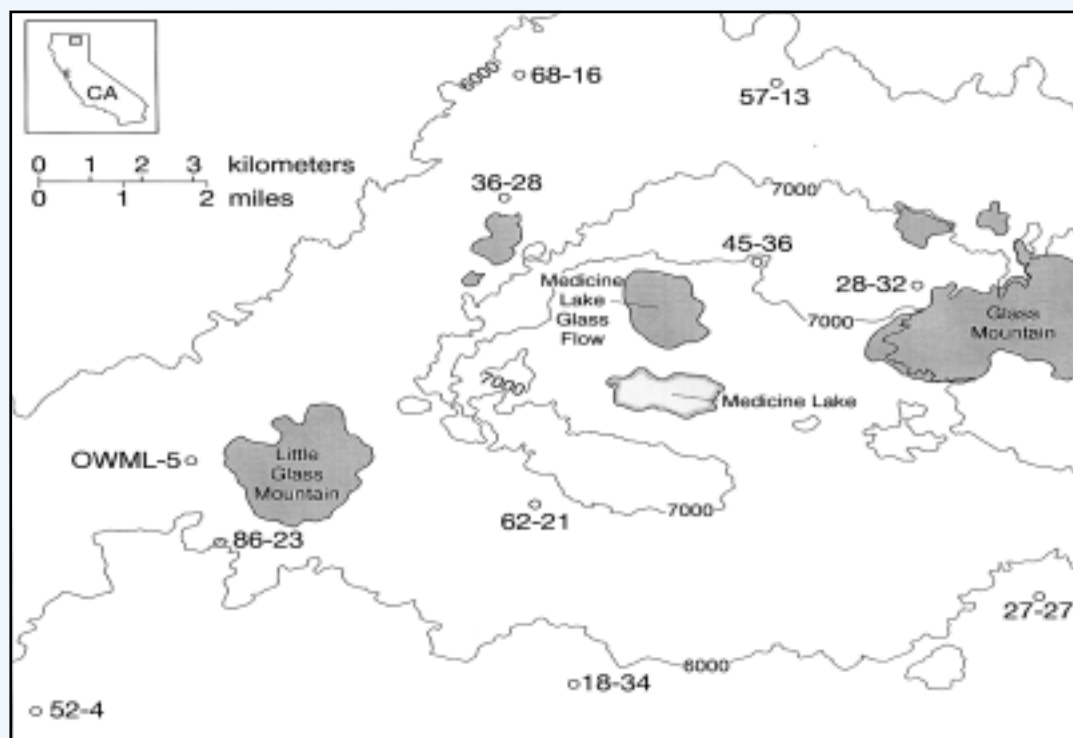 CA
0 1 2 3 kilometers
0 1 2 miles
6000
68-16
57-13
36-28
7000
45-36
28-32
Medicine
Lake
Glass
Flow
7000
Glass
Mountain
7000
Medicine Lake
OWML-5
Little
Glass
Mountain
62-21
7000
86-23
27-27
6000
18-34
52-4